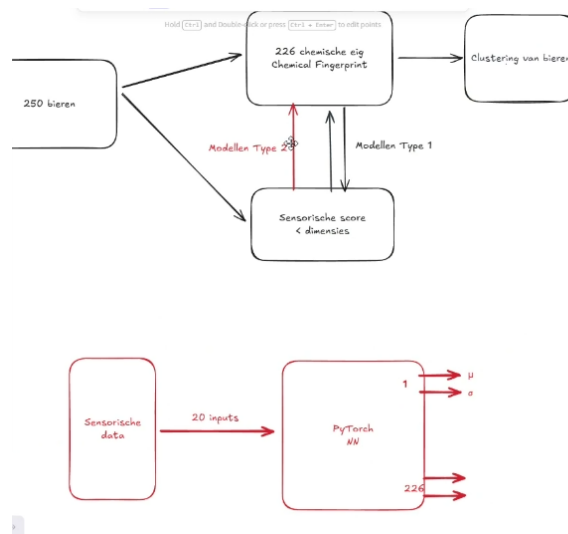 Hold Ctrl and Double-click or press Ctrl + Enter to edit points
226 chemische eig
Chemical Fingerprint
Clustering van bieren
250 bieren
Modellen Type 2
Modellen Type 1
Sensorische score
< dimensies
Sensorische
data
20 inputs
1
μ
σ
PyTorch
NN
226